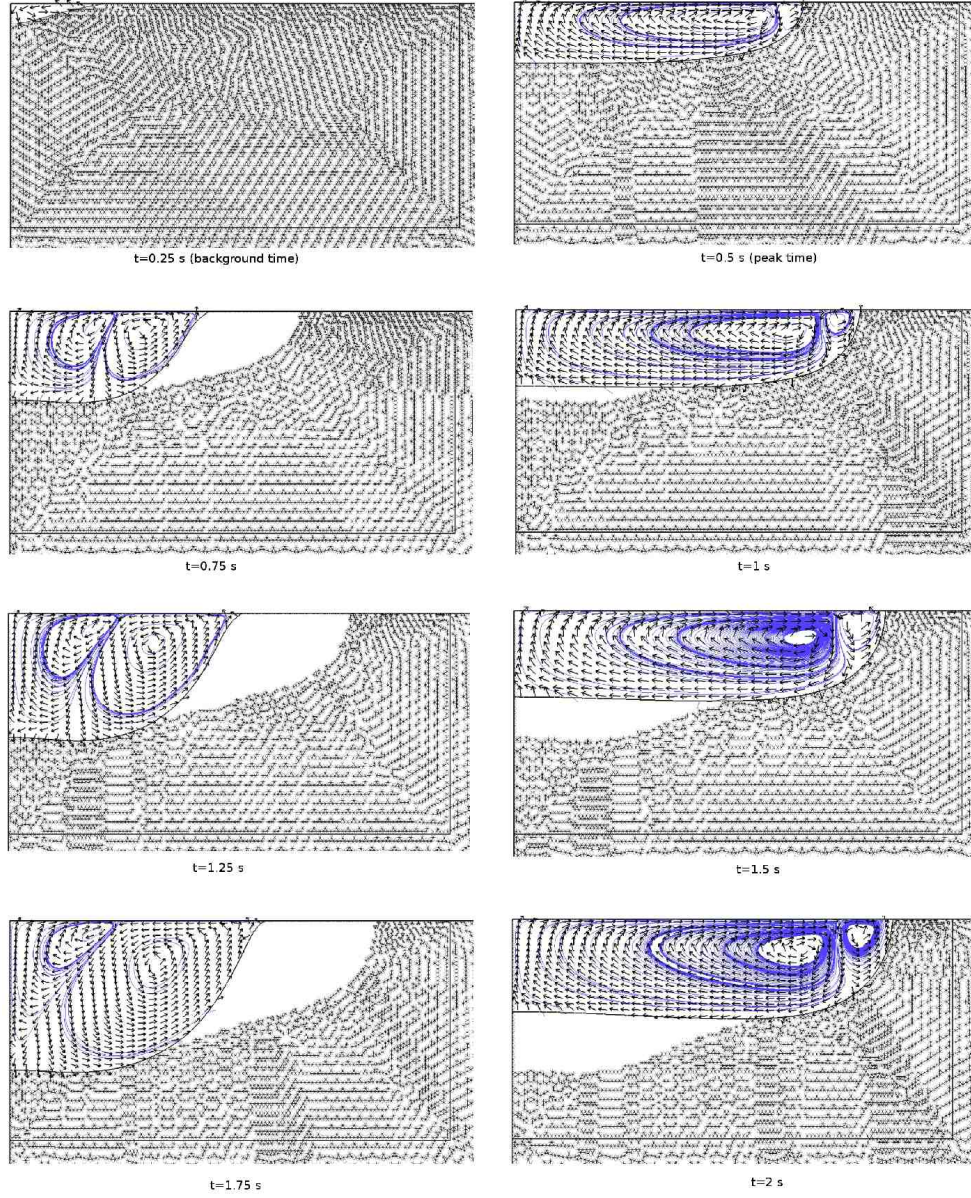 t=0.25 s (background time)
t=0.5 s (peak time)
t=0.75 s
t=1 s
t=1.25 s
t=1.5 s
t=1.75 s
t=2 s